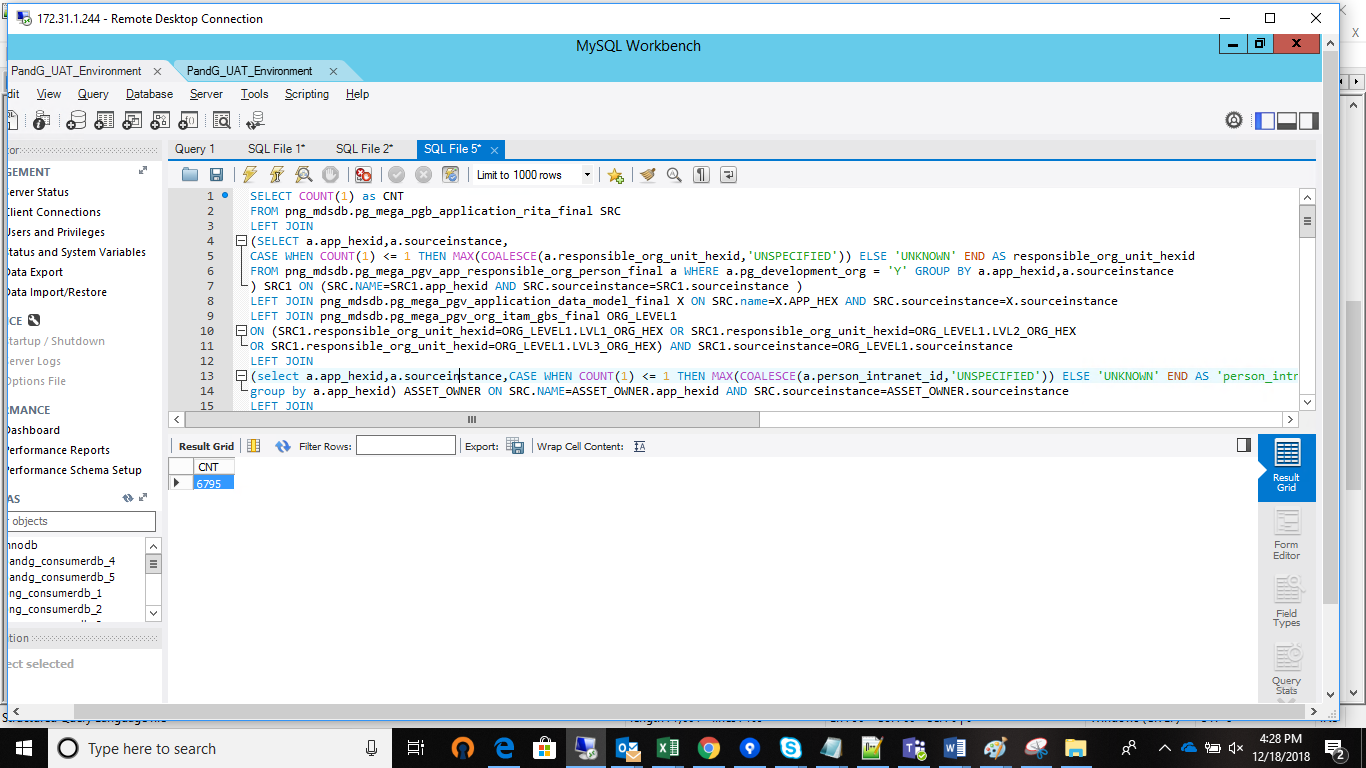 172.31.1.244 - Remote Desktop Connection
MySQL Workbench
PandG_UAT_Environment
PandG_UAT_Environment
dit View Query Database Server Tools Scripting Help
Query 1 SQL File 1* SQL File 2* SQL File 5*
Limit to 1000 rows
GEMENT
erver Status
lient Connections
sers and Privileges
tatus and System Variables
ata Export
ata Import/Restore
CE
tartup / Shutdown
erver Logs
ptions File
RMANCE
ashboard
erformance Reports
erformance Schema Setup
AS
r objects
nnodb
andg_consumerdb_4
andg_consumerdb_5
ng_consumerdb_1
ng_consumerdb_2
ation
ect selected
1 SELECT COUNT(1) as CNT
2 FROM png_mdsdb.pg_mega_pgb_application_rita_final SRC
3 LEFT JOIN
4 (SELECT a.app_hexid,a.sourceinstance,
5 CASE WHEN COUNT(1) <= 1 THEN MAX(COALESCE(a.responsible_org_unit_hexid,'UNSPECIFIED')) ELSE 'UNKNOWN' END AS responsible_org_unit_hexid
6 FROM png_mdsdb.pg_mega_pgv_app_responsible_org_person_final a WHERE a.pg_development_org = 'Y' GROUP BY a.app_hexid,a.sourceinstance
7 ) SRC1 ON (SRC.NAME=SRC1.app_hexid AND SRC.sourceinstance=SRC1.sourceinstance )
8 LEFT JOIN png_mdsdb.pg_mega_pgv_application_data_model_final X ON SRC.name=X.APP_HEX AND SRC.sourceinstance=X.sourceinstance
9 LEFT JOIN png_mdsdb.pg_mega_pgv_org_itam_gbs_final ORG_LEVEL1
10 ON (SRC1.responsible_org_unit_hexid=ORG_LEVEL1.LVL1_ORG_HEX OR SRC1.responsible_org_unit_hexid=ORG_LEVEL1.LVL2_ORG_HEX
11 OR SRC1.responsible_org_unit_hexid=ORG_LEVEL1.LVL3_ORG_HEX) AND SRC1.sourceinstance=ORG_LEVEL1.sourceinstance
12 LEFT JOIN
13 (select a.app_hexid,a.sourceinstance,CASE WHEN COUNT(1) <= 1 THEN MAX(COALESCE(a.person_intranet_id,'UNSPECIFIED')) ELSE 'UNKNOWN' END AS 'person_intr
14 group by a.app_hexid) ASSET_OWNER ON SRC.NAME=ASSET_OWNER.app_hexid AND SRC.sourceinstance=ASSET_OWNER.sourceinstance
15 LEFT JOIN
Result Grid Filter Rows: Export: Wrap Cell Content:
CNT
6795
Result
Grid
Form
Editor
Field
Types
Query
Stats
Type here to search
4:28 PM
12/18/2018
2